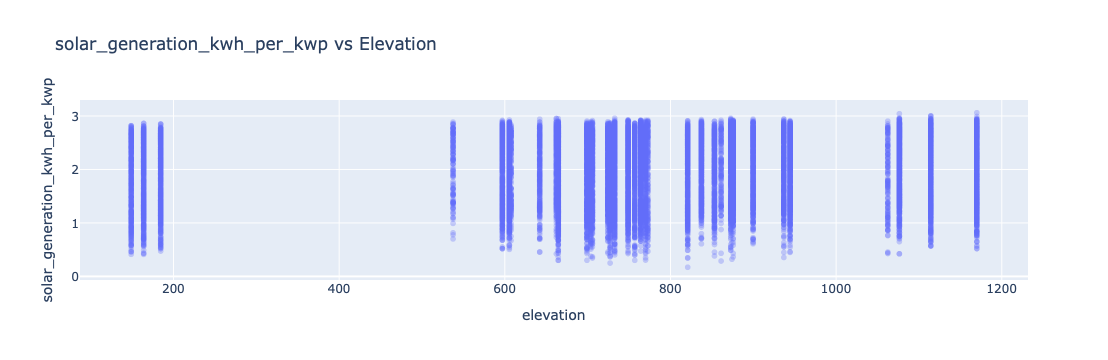 solar_generation_kwh_per_kwp vs Elevation
solar_generation_kwh_per_kwp
3
2
1
0
200 400 600 800 1000 1200
elevation